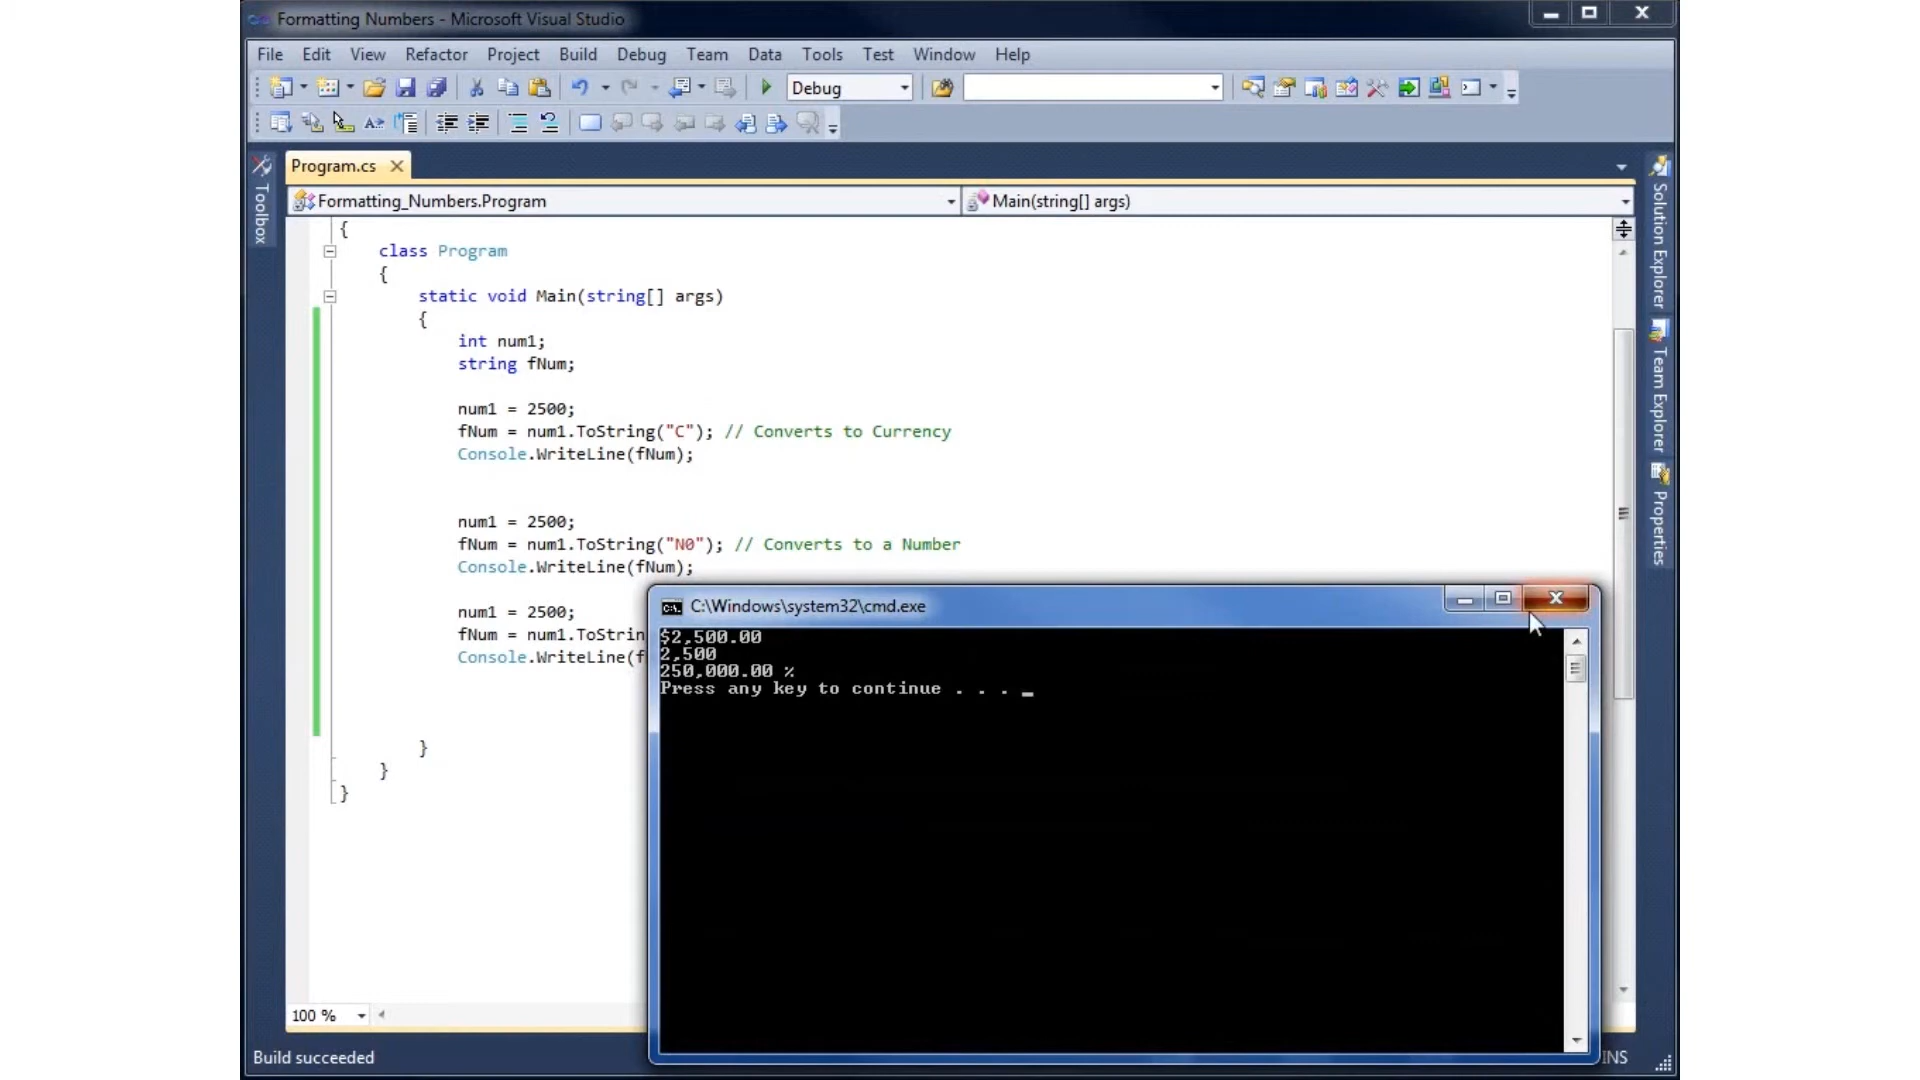 Formatting Numbers - Microsoft Visual Studio
File Edit View Refactor Project Build Debug Team Data Tools Test Window Help
Debug
Program.cs
Toolbox
Formatting_Numbers.Program
Main(string[] args)
Solution Explorer
Team Explorer
Properties
{
class Program
{
static void Main(string[] args)
{
int num1;
string fNum;
num1 = 2500;
fNum = num1.ToString("C"); // Converts to Currency
Console.WriteLine(fNum);
num1 = 2500;
fNum = num1.ToString("N0"); // Converts to a Number
Console.WriteLine(fNum);
num1 = 2500;
fNum = num1.ToStrin
Console.WriteLine(f
}
}
}
C:\Windows\system32\cmd.exe
$2,500.00
2,500
250,000.00 %
Press any key to continue . . . _
100 %
Build succeeded
INS